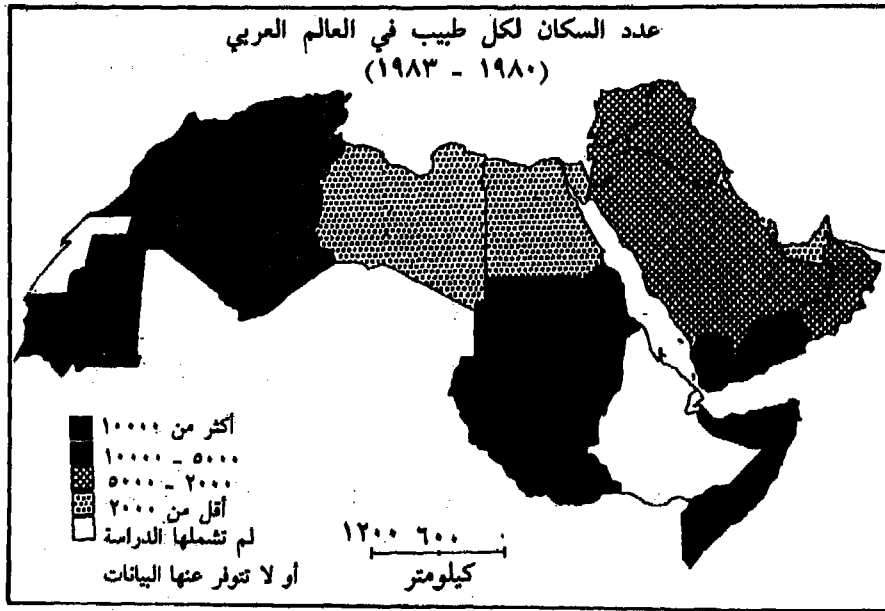 عدد السكان لكل طبيب في العالم العربي
(١٩٨٠ - ١٩٨٣)
أكثر من ١٠٠٠٠
٥٠٠٠ - ١٠٠٠٠
٢٠٠٠ - ٥٠٠٠
أقل من ٢٠٠٠
لم تشملها الدراسة
أو لا تتوفر عنها البيانات
١٢٠٠ ٦٠٠ ٠
كيلومتر